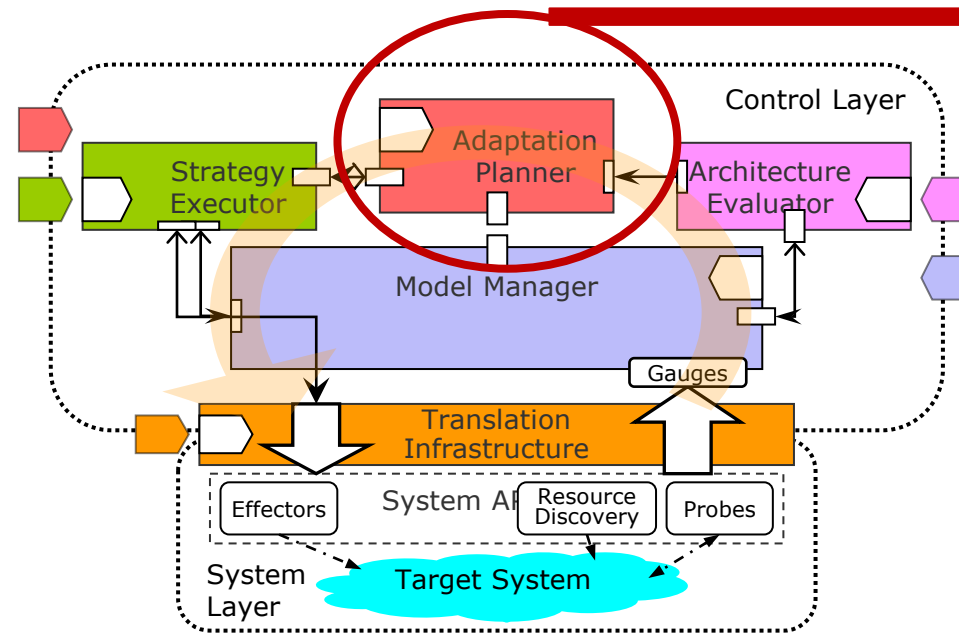 Control Layer
Adaptation
Planner
Strategy
Executor
Architecture
Evaluator
Model Manager
Gauges
Translation
Infrastructure
Effectors
System
Resource
Discovery
Probes
Target System
System
Layer